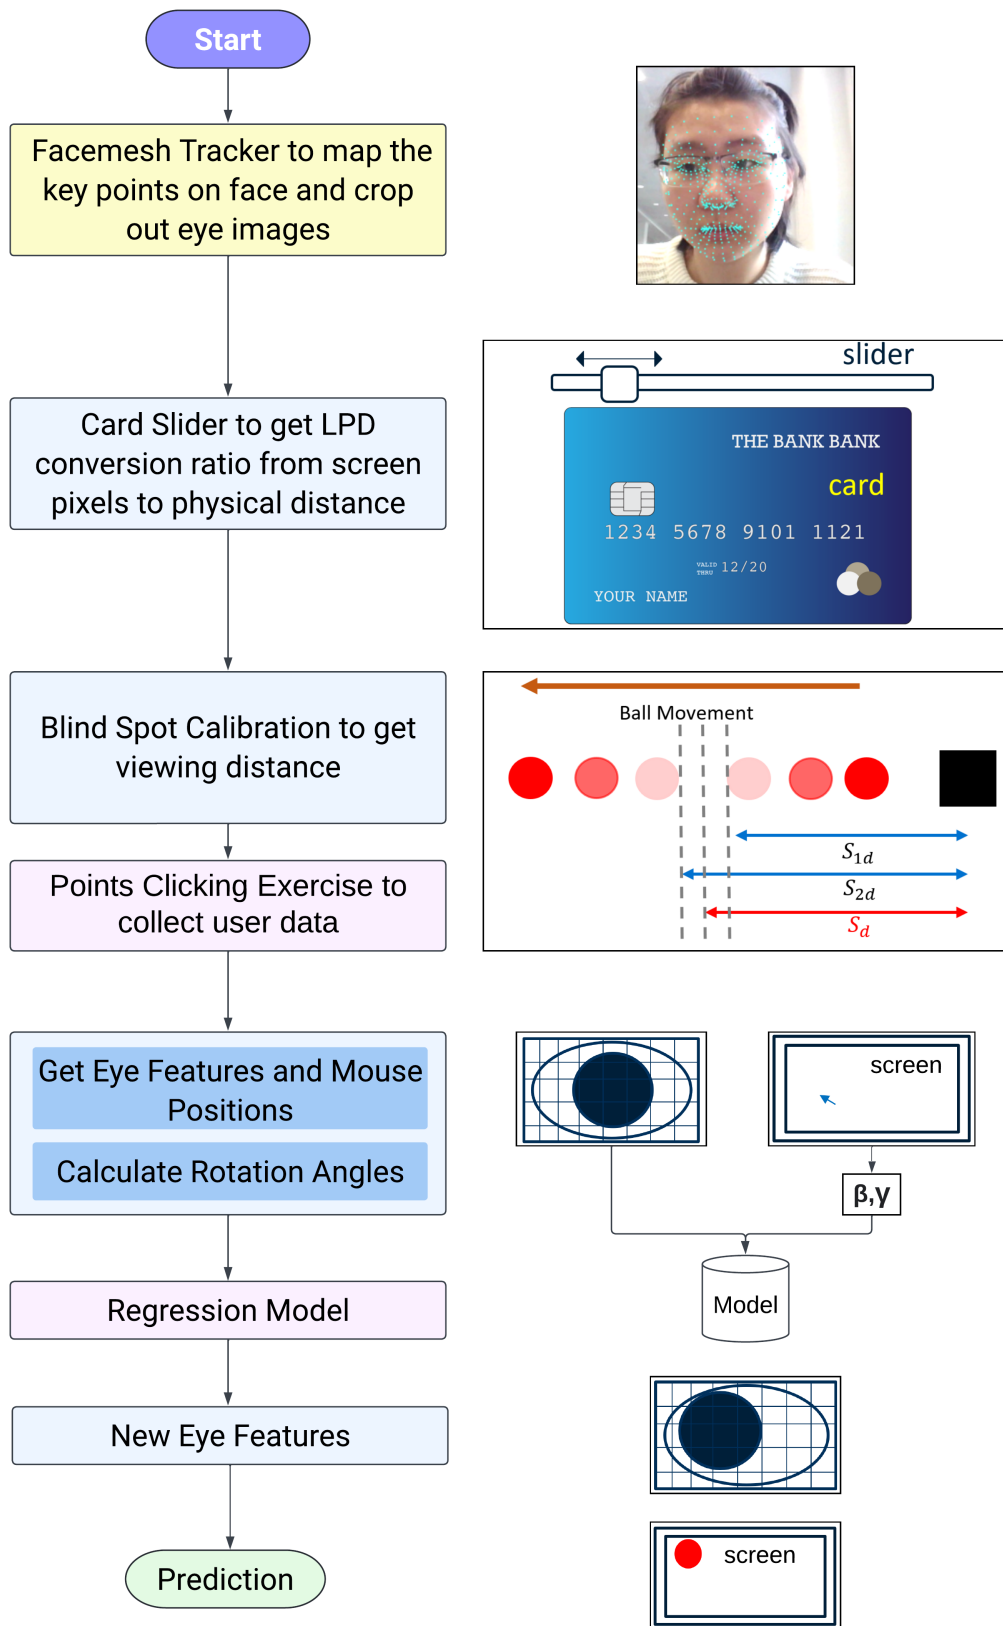 Start
Facemesh Tracker to map the
key points on face and crop
out eye images
Card Slider to get LPD
conversion ratio from screen
pixels to physical distance
slider
THE BANK BANK
card
1234 5678 9101 1121
VALID
THRU
12/20
YOUR NAME
Blind Spot Calibration to get
viewing distance
Ball Movement
S1d
S2d
Sd
Points Clicking Exercise to
collect user data
Get Eye Features and Mouse
Positions
Calculate Rotation Angles
screen
β,γ
Model
Regression Model
New Eye Features
Prediction
screen